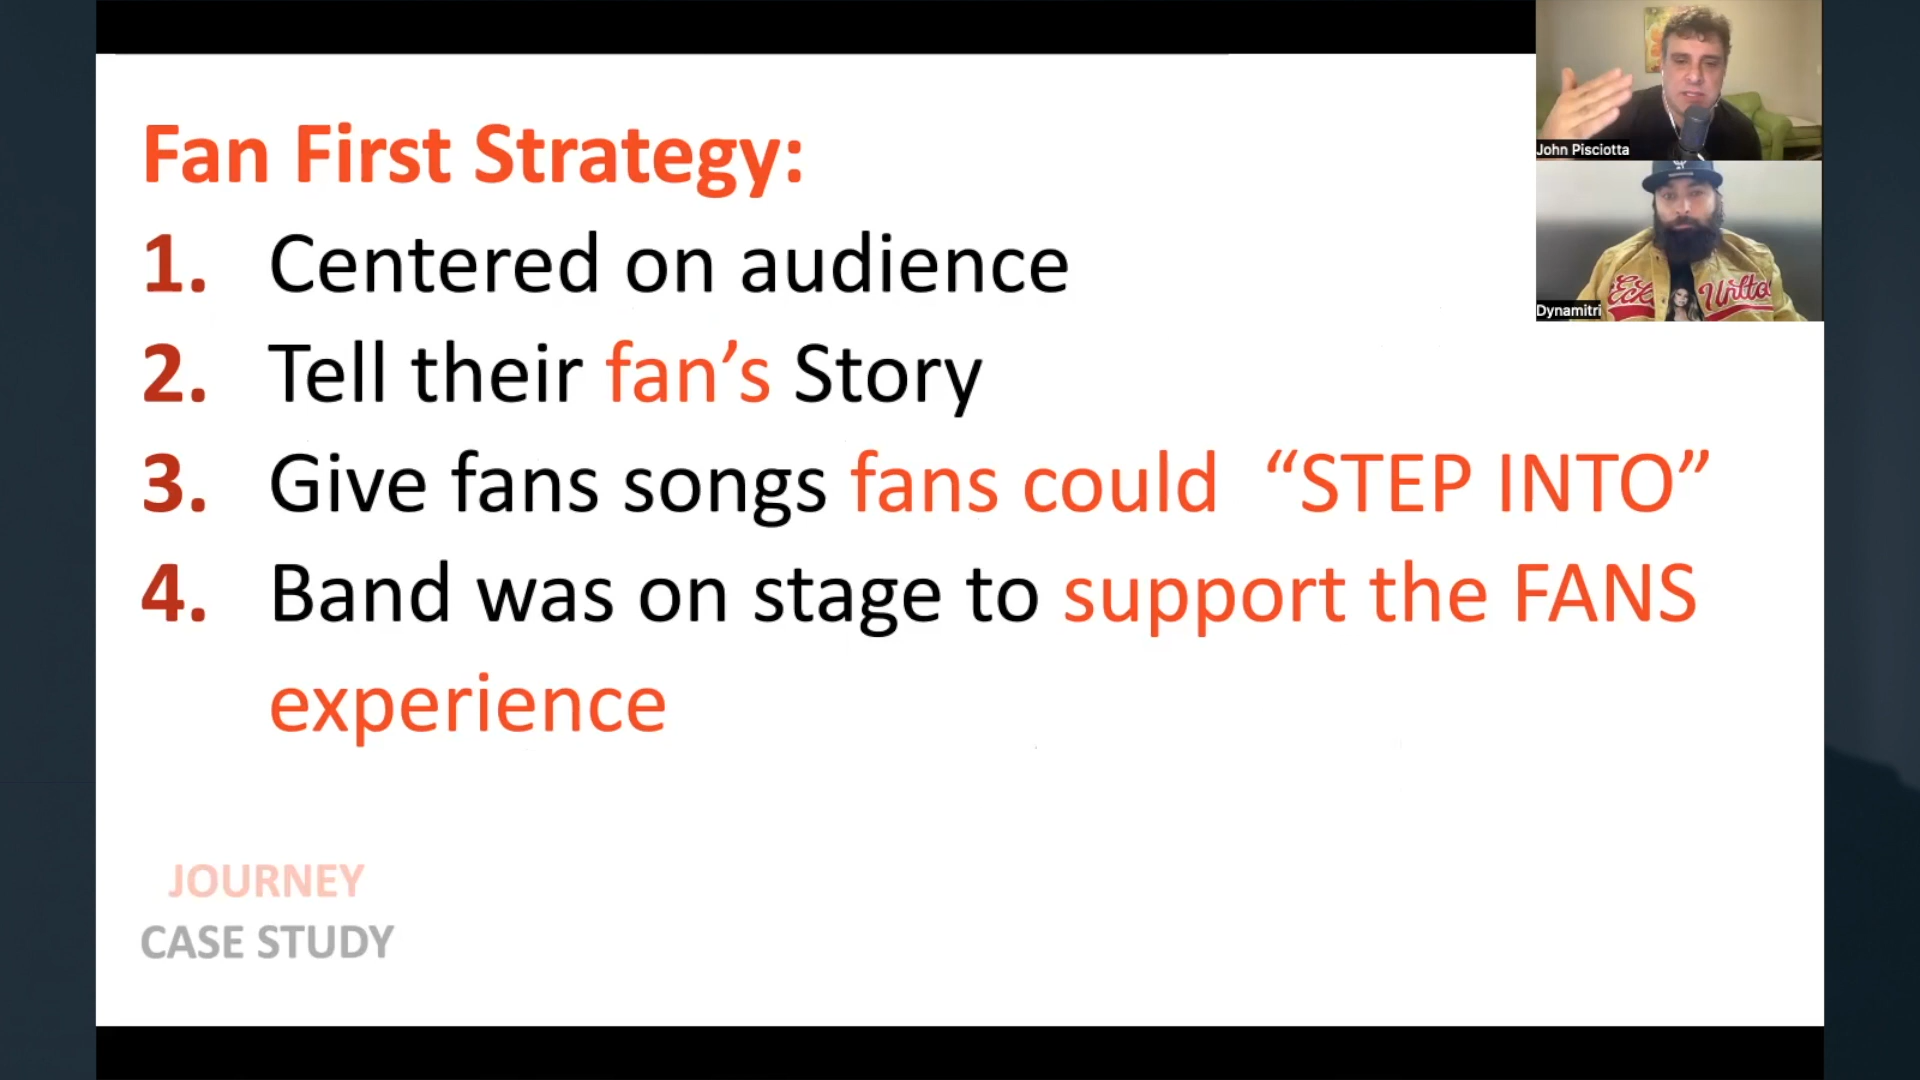 Fan First Strategy:
1. Centered on audience
2. Tell their fan’s Story
3. Give fans songs fans could “STEP INTO”
4. Band was on stage to support the FANS
experience
JOURNEY
CASE STUDY
John Pisciotta
Dynamitri